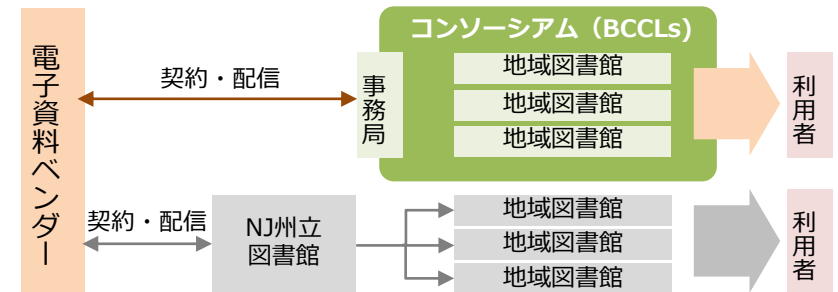 電子資料ベンダー
契約・配信
コンソーシアム（BCCLs)
事務局
地域図書館
地域図書館
地域図書館
利用者
契約・配信
NJ州立
図書館
地域図書館
地域図書館
地域図書館
利用者